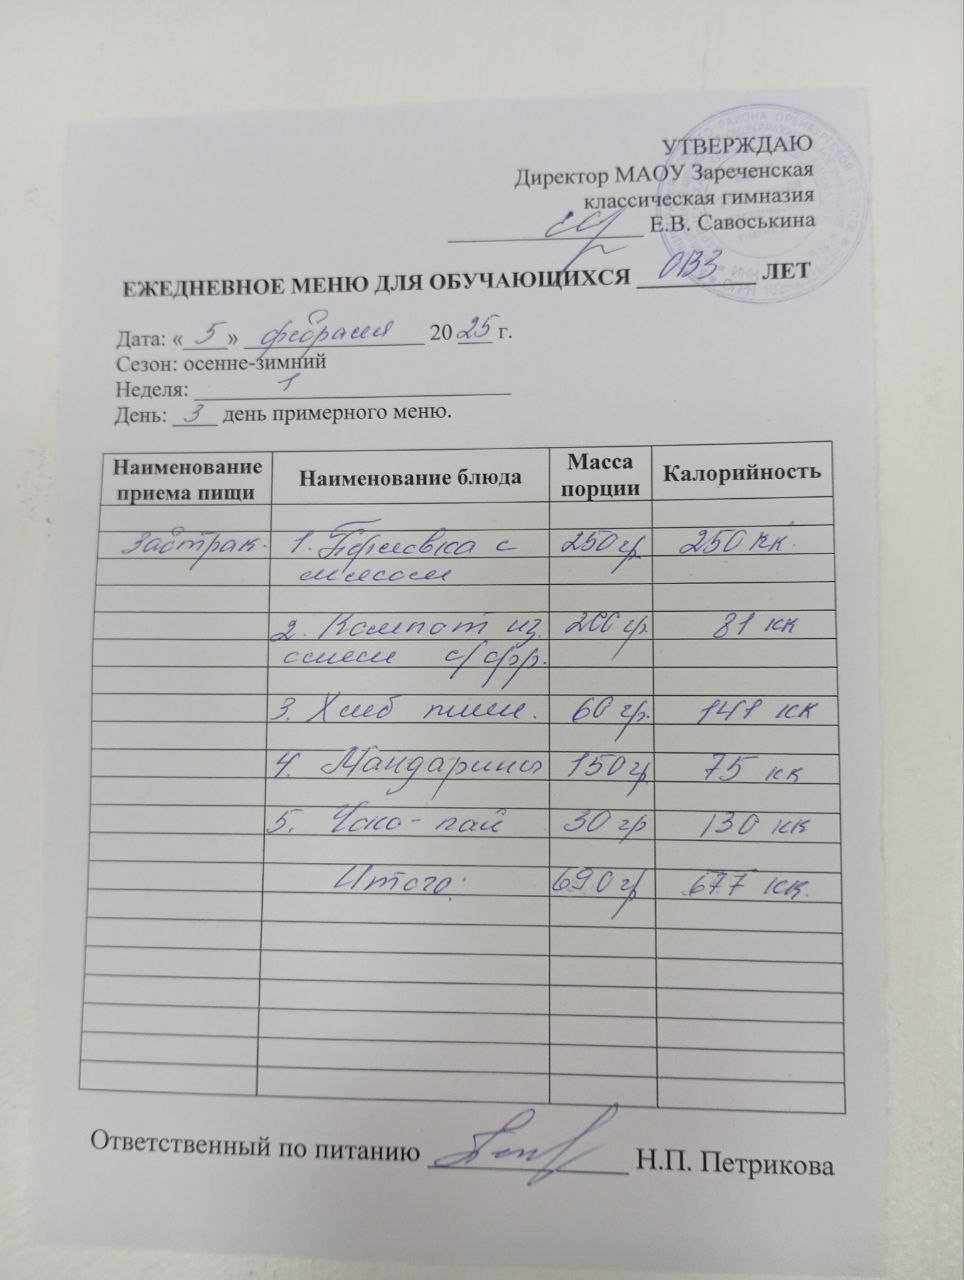 УТВЕРЖДАЮ
Директор МАОУ Зареченская
классическая гимназия
Е.В. Савоськина
ЕЖЕДНЕВНОЕ МЕНЮ ДЛЯ ОБУЧАЮЩИХСЯ ОВЗ ЛЕТ
Дата: «5» февраля 2025 г.
Сезон: осенне-зимний
Неделя: 1
День: 3 день примерного меню.
Наименование приема пищи Наименование блюда Масса порции Калорийность
Завтрак. 1. Перловка с 250 гр 250 кк.
мясом
2. Компот из 200 гр. 81 кк
смеси с/фр.
3. Хлеб пшен. 60 гр. 141 кк
4. Мандарины 150 гр 75 кк
5. Чоко-пай 30 гр 130 кк
Итого: 690 гр 677 кк.
Ответственный по питанию Н.П. Петрикова